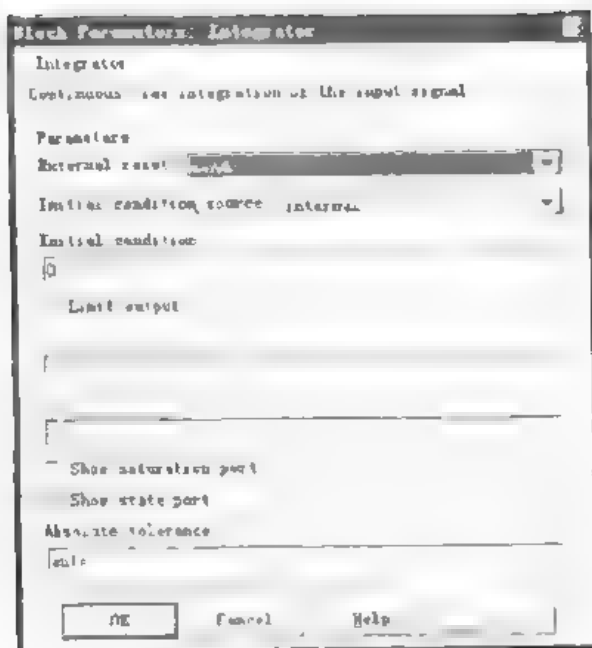 Block Parameters: Integrator
Integrator
Continuous integration of the input signal
Parameters
External reset
Initial condition source internal
Initial condition
0
Limit output
Show saturation port
Show state port
Absolute tolerance
auto
OK Cancel Help